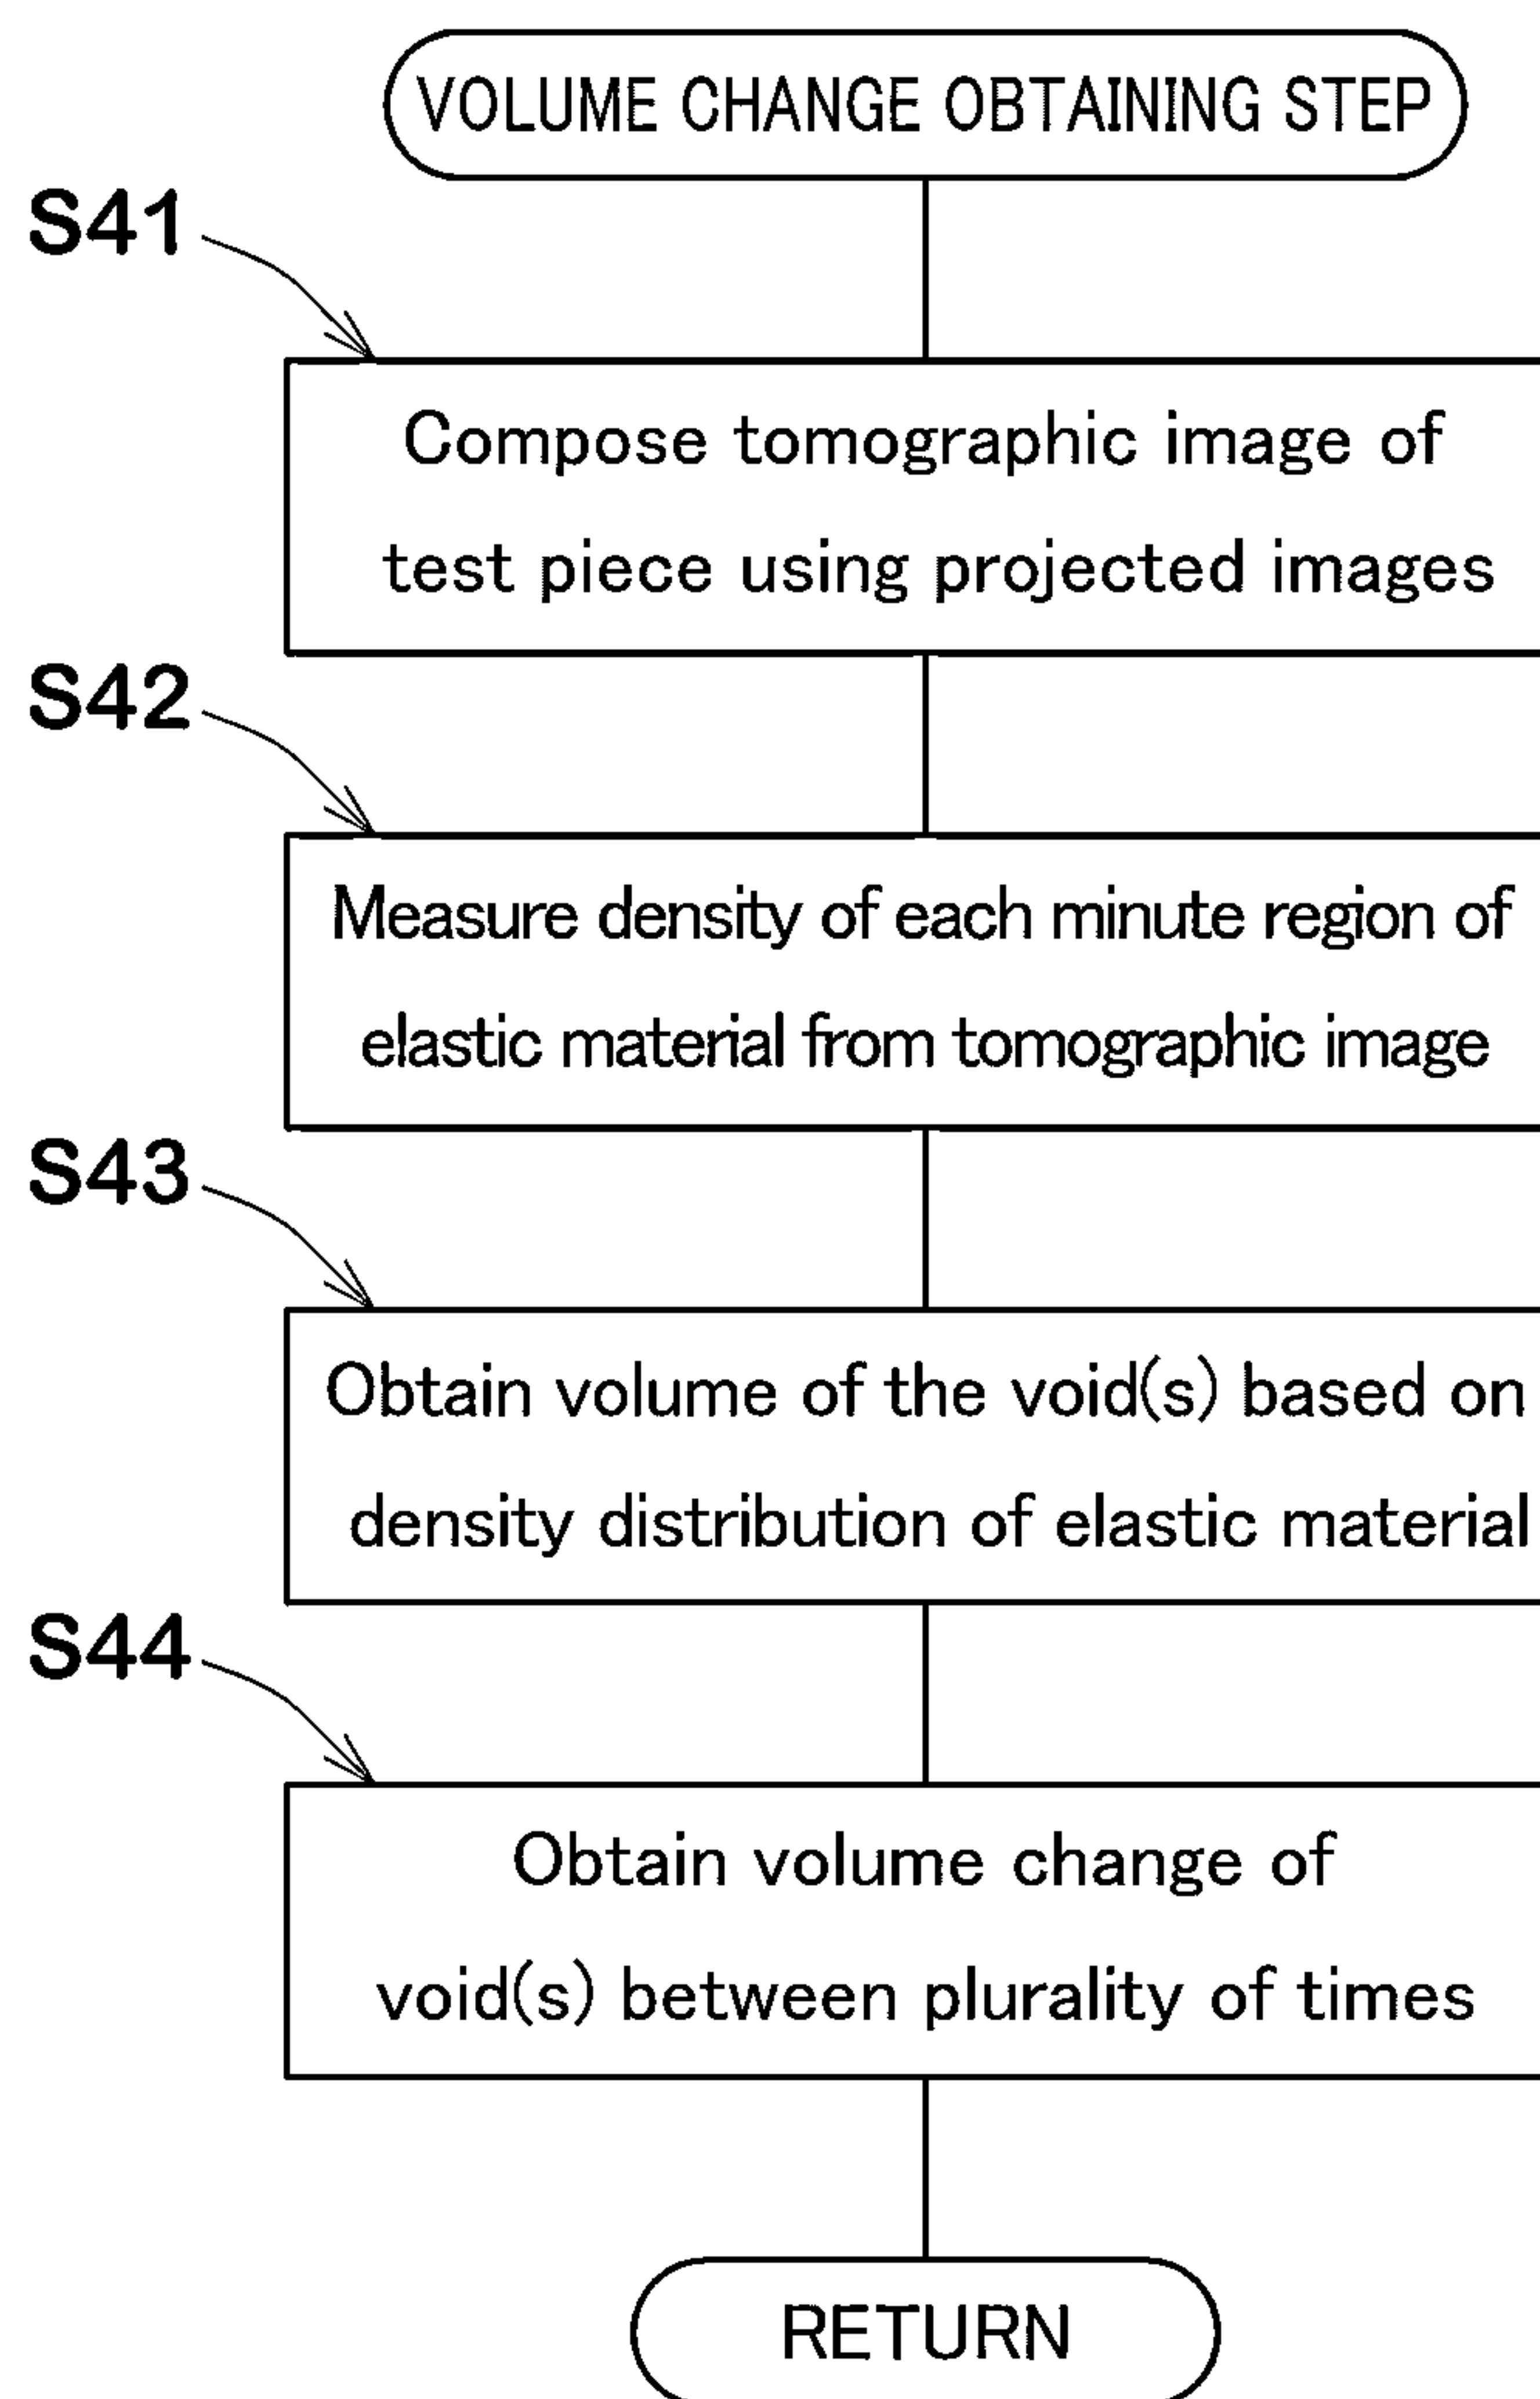 VOLUME CHANGE OBTAINING STEP
S41
Compose tomographic image of
test piece using projected images
S42
Measure density of each minute region of
elastic material from tomographic image
S43
Obtain volume of the void(s) based on
density distribution of elastic material
S44
Obtain volume change of
void(s) between plurality of times
RETURN